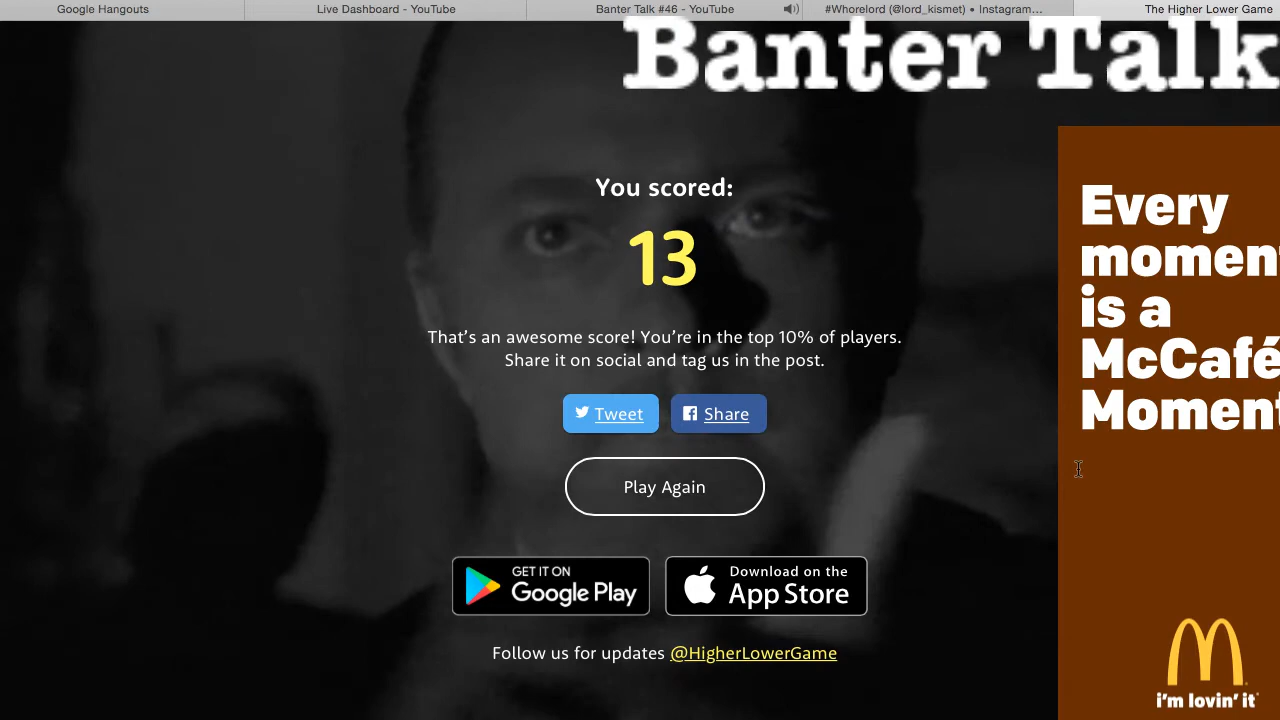 Google Hangouts
Live Dashboard - YouTube
Banter Talk #46 - YouTube
#Whorelord (@lord_kismet) • Instagram…
The Higher Lower Game
Banter Talk
You scored:
13
That's an awesome score! You're in the top 10% of players.
Share it on social and tag us in the post.
Tweet
Share
Play Again
GET IT ON
Google Play
Download on the
App Store
Follow us for updates @HigherLowerGame
Every
moment
is a
McCafé
Moment
i'm lovin' it